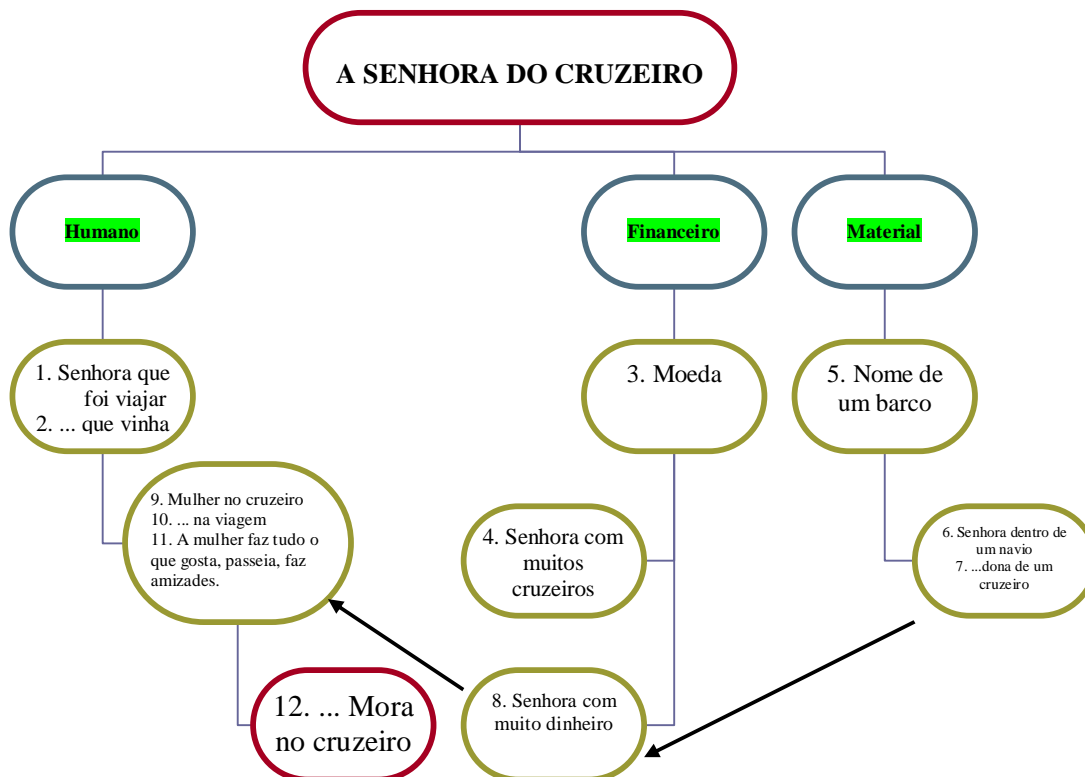 A SENHORA DO CRUZEIRO
Humano
Financeiro
Material
1. Senhora que
foi viajar
2. ... que vinha
3. Moeda
5. Nome de
um barco
9. Mulher no cruzeiro
10. ... na viagem
11. A mulher faz tudo o
que gosta, passeia, faz
amizades.
4. Senhora com
muitos
cruzeiros
6. Senhora dentro de
um navio
7. ...dona de um
cruzeiro
12. ... Mora
no cruzeiro
8. Senhora com
muito dinheiro